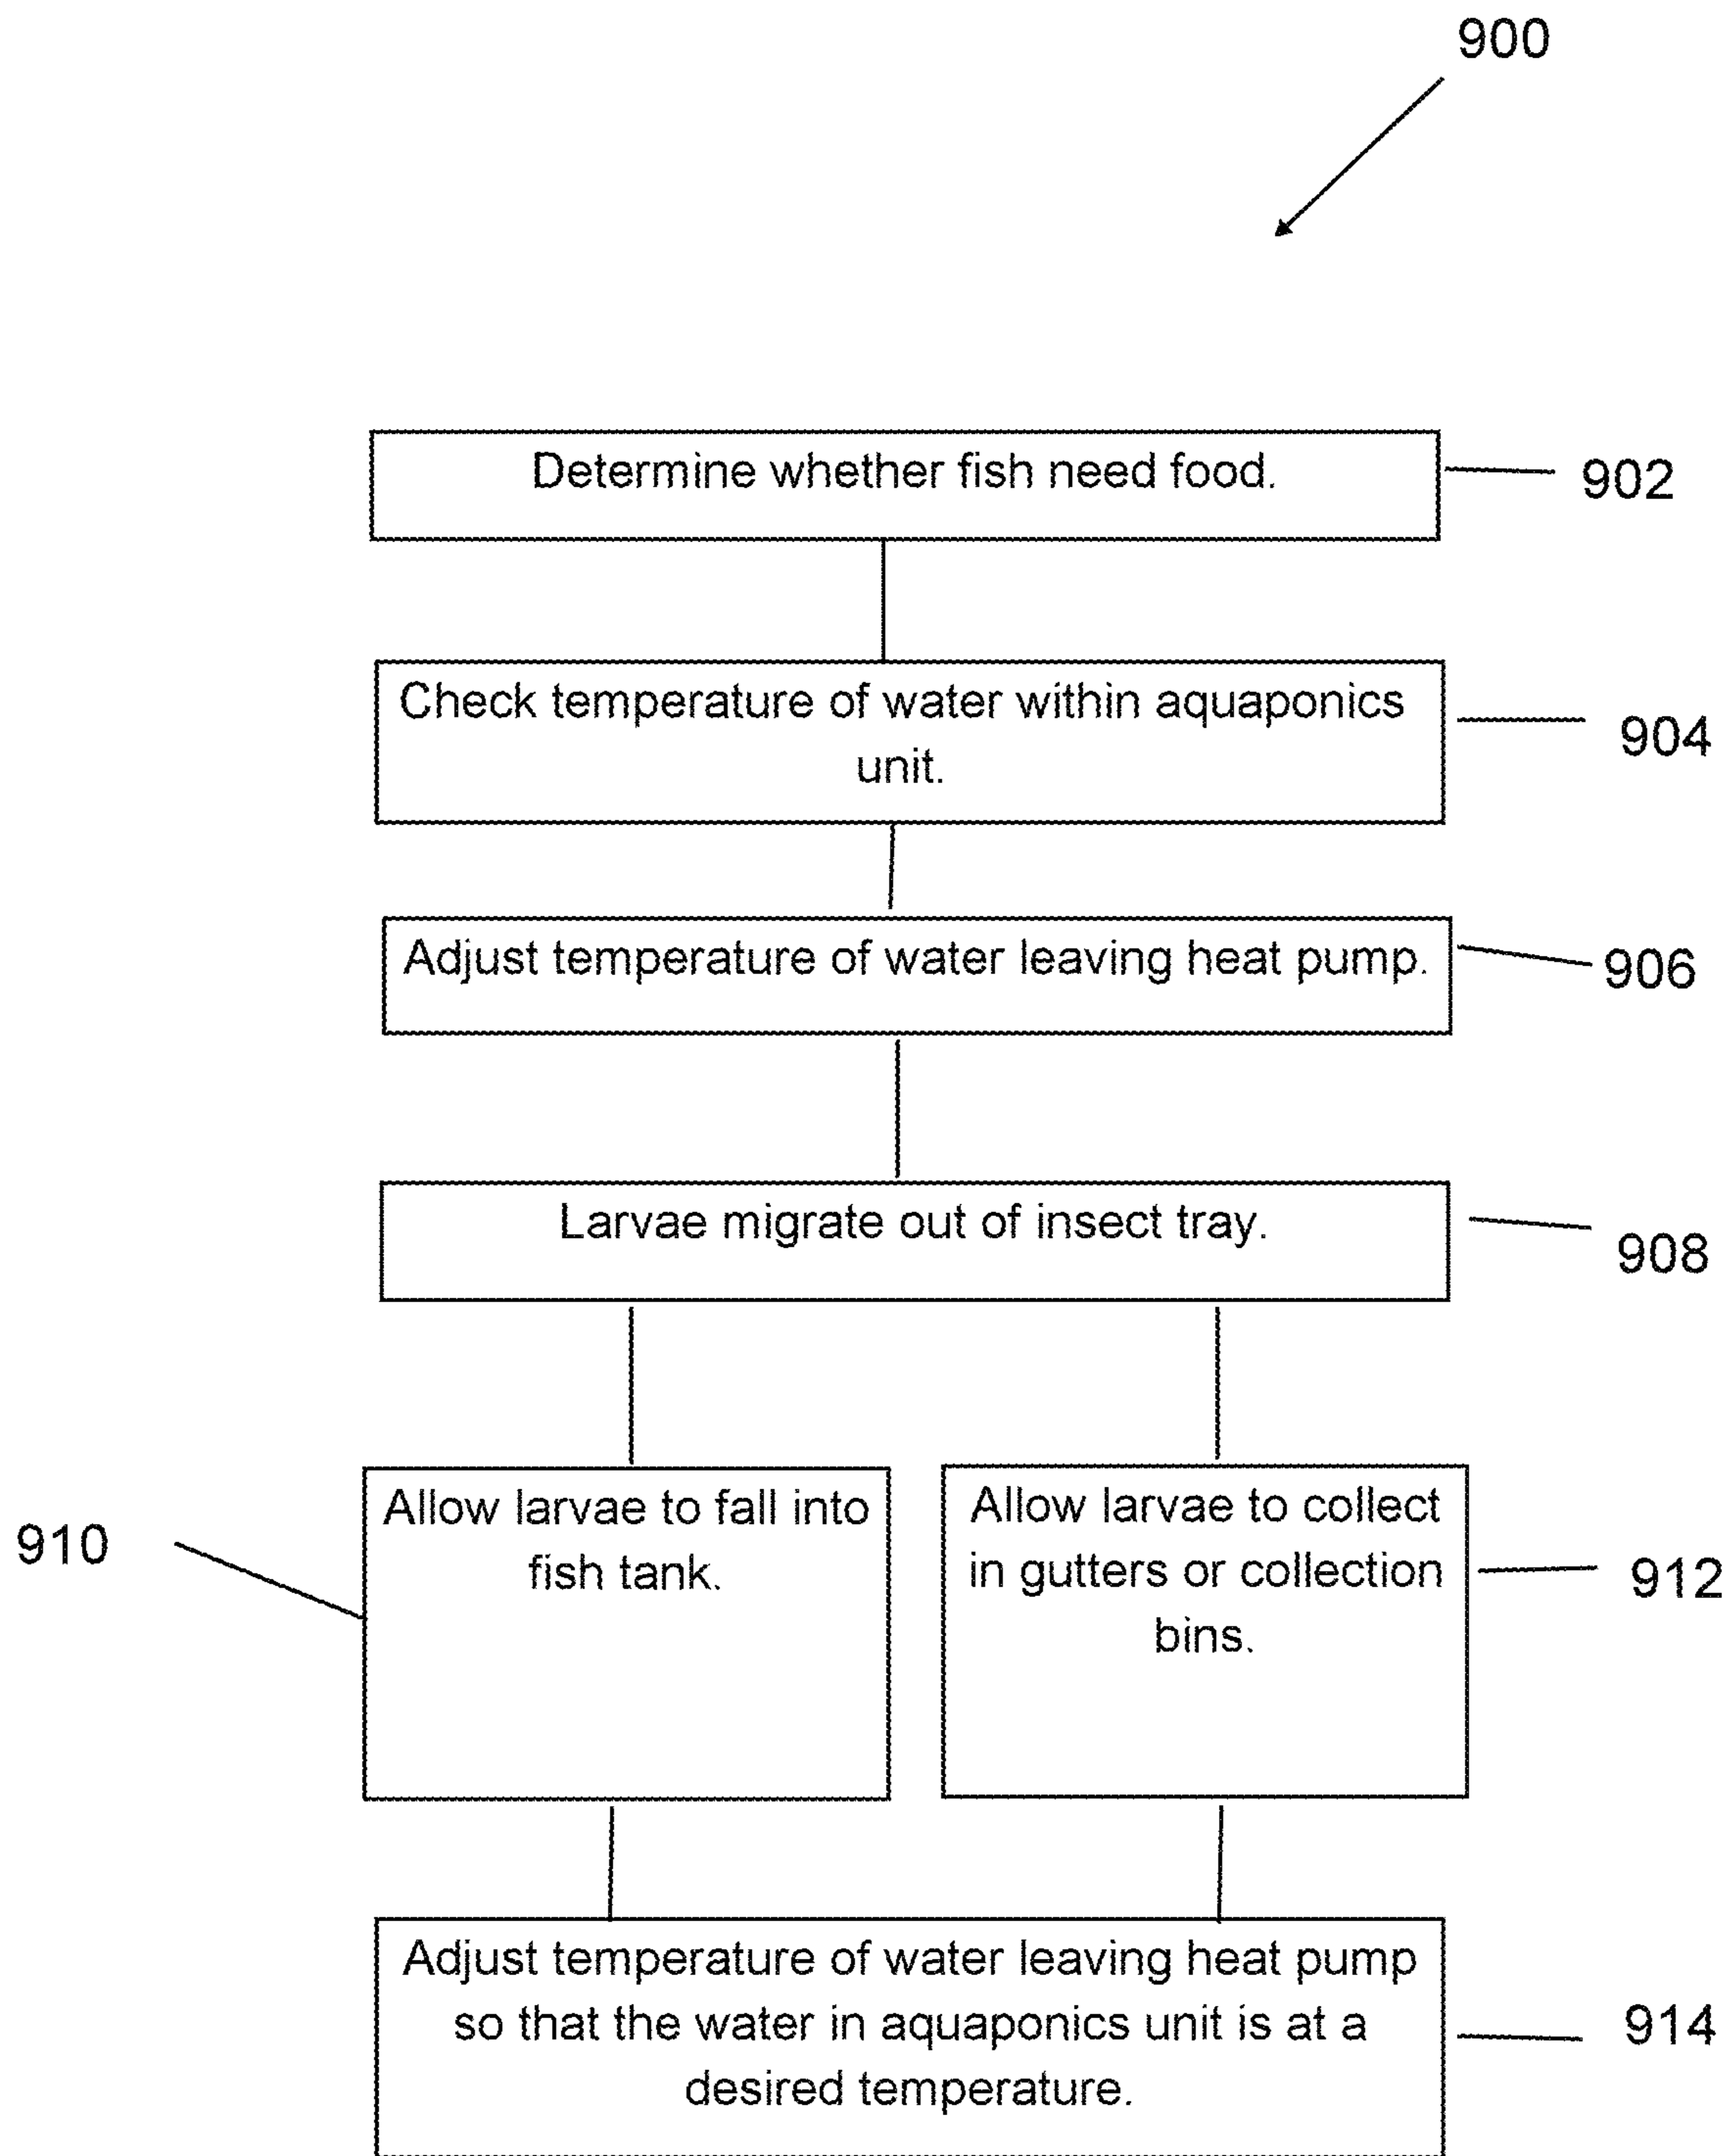 900
Determine whether fish need food.
902
Check temperature of water within aquaponics
unit.
904
Adjust temperature of water leaving heat pump.
906
Larvae migrate out of insect tray.
908
910
Allow larvae to fall into
fish tank.
Allow larvae to collect
in gutters or collection
bins.
912
Adjust temperature of water leaving heat pump
so that the water in aquaponics unit is at a
desired temperature.
914